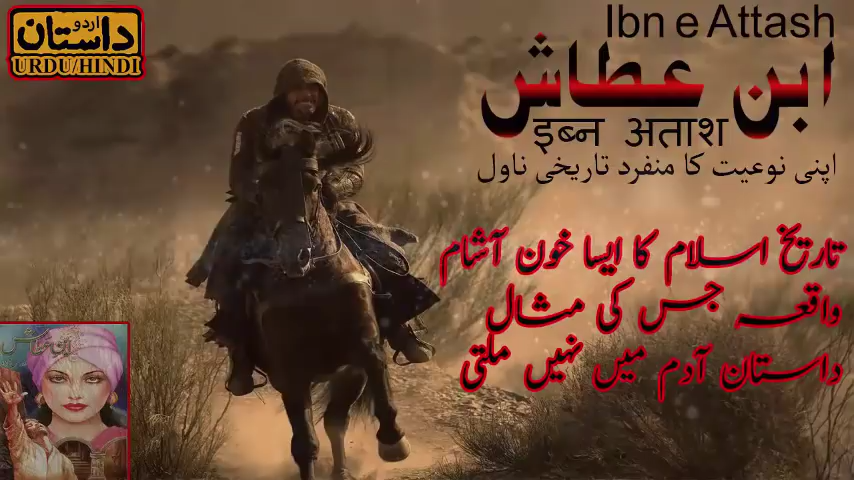 اردو
داستان
URDU/HINDI
Ibn e Attash
ابن عطاش
इब्न अताश
اپنی نوعیت کا منفرد تاریخی ناول
تاریخ اسلام کا ایسا خون آشام
واقعہ جس کی مثال
داستان آدم میں نہیں ملتی